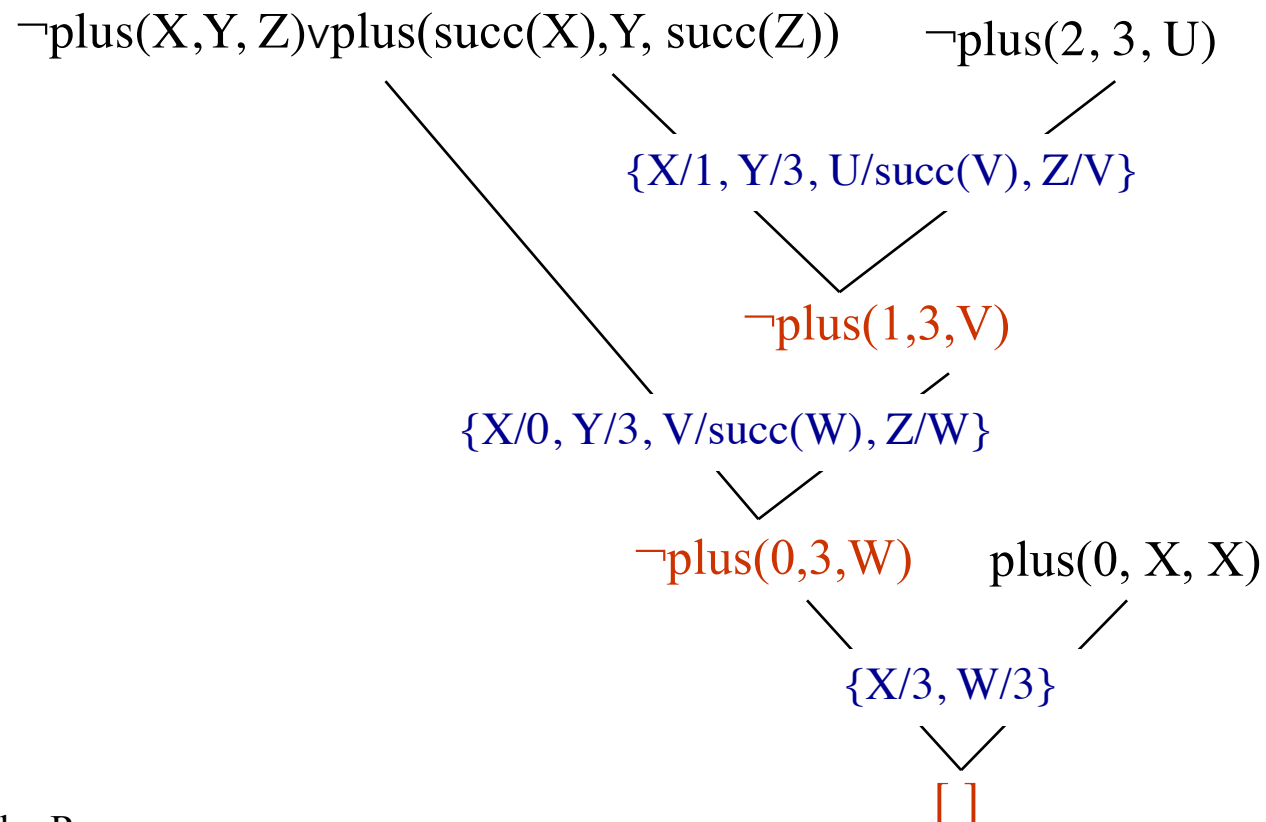 ¬plus(X,Y, Z)∨plus(succ(X),Y, succ(Z)) ¬plus(2, 3, U)
{X/1, Y/3, U/succ(V), Z/V}
¬plus(1,3,V)
{X/0, Y/3, V/succ(W), Z/W}
¬plus(0,3,W) plus(0, X, X)
{X/3, W/3}
[ ]